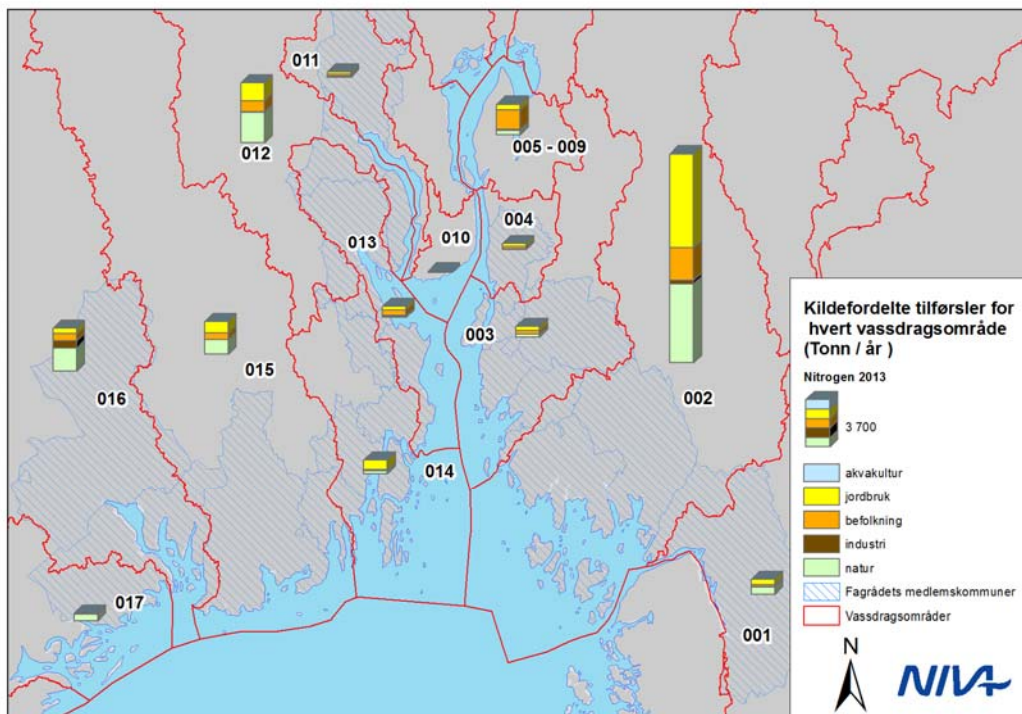 011
012
005 - 009
004
013
010
003
016
015
002
014
017
001
Kildefordelte tilførsler for
hvert vassdragsområde
(Tonn / år )
Nitrogen 2013
3 700
akvakultur
jordbruk
befolkning
industri
natur
Fagrådets medlemskommuner
Vassdragsområder
N
NIVA